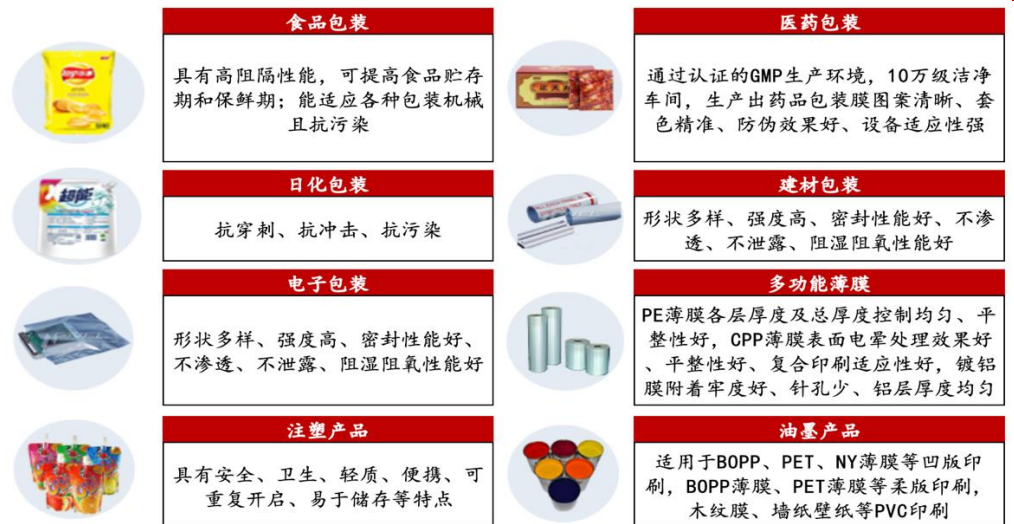 食品包装
具有高阻隔性能，可提高食品贮存
期和保鲜期；能适应各种包装机械
且抗污染
医药包装
通过认证的GMP生产环境，10万级洁净
车间，生产出药品包装膜图案清晰、套
色精准、防伪效果好、设备适应性强
日化包装
抗穿刺、抗冲击、抗污染
超能
建材包装
形状多样、强度高、密封性能好、不渗
透、不泄露、阻湿阻氧性能好
电子包装
形状多样、强度高、密封性能好、
不渗透、不泄露、阻湿阻氧性能好
多功能薄膜
PE薄膜各层厚度及总厚度控制均匀、平
整性好，CPP薄膜表面电晕处理效果好
、平整性好、复合印刷适应性好，镀铝
膜附着牢度好、针孔少、铝层厚度均匀
注塑产品
具有安全、卫生、轻质、便携、可
重复开启、易于储存等特点
油墨产品
适用于BOPP、PET、NY薄膜等凹版印
刷，BOPP薄膜、PET薄膜等柔版印刷，
木纹膜、墙纸壁纸等PVC印刷